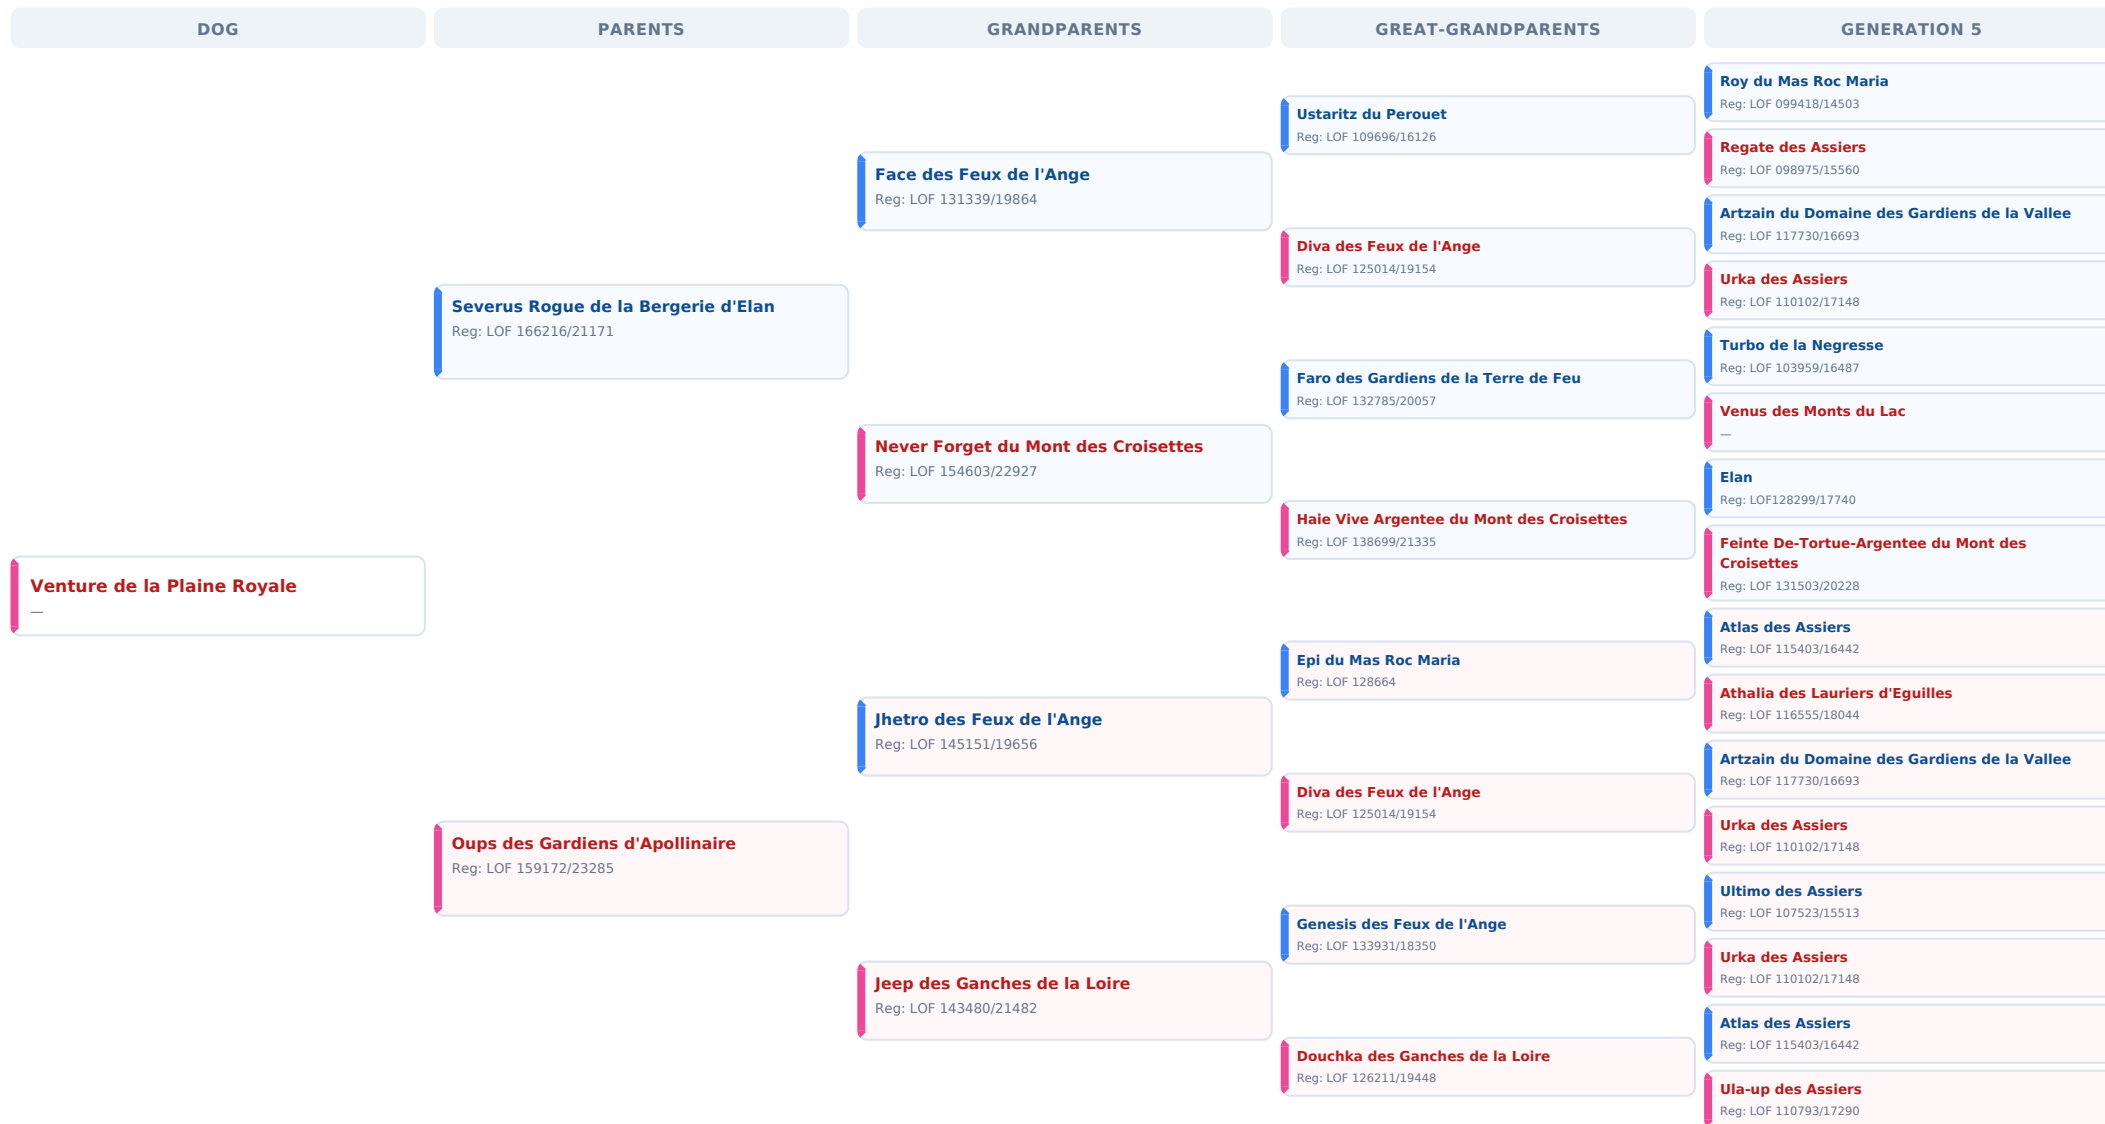 DOG
PARENTS
GRANDPARENTS
GREAT-GRANDPARENTS
GENERATION 5
Venture de la Plaine Royale
—
Severus Rogue de la Bergerie d'Elan
Reg: LOF 166216/21171
Oups des Gardiens d'Apollinaire
Reg: LOF 159172/23285
Face des Feux de l'Ange
Reg: LOF 131339/19864
Never Forget du Mont des Croisettes
Reg: LOF 154603/22927
Jhetro des Feux de l'Ange
Reg: LOF 145151/19656
Jeep des Ganches de la Loire
Reg: LOF 143480/21482
Ustaritz du Perouet
Reg: LOF 109696/16126
Diva des Feux de l'Ange
Reg: LOF 125014/19154
Faro des Gardiens de la Terre de Feu
Reg: LOF 132785/20057
Haie Vive Argentee du Mont des Croisettes
Reg: LOF 138699/21335
Epi du Mas Roc Maria
Reg: LOF 128664
Diva des Feux de l'Ange
Reg: LOF 125014/19154
Genesis des Feux de l'Ange
Reg: LOF 133931/18350
Douchka des Ganches de la Loire
Reg: LOF 126211/19448
Roy du Mas Roc Maria
Reg: LOF 099418/14503
Regate des Assiers
Reg: LOF 098975/15560
Artzain du Domaine des Gardiens de la Vallee
Reg: LOF 117730/16693
Urka des Assiers
Reg: LOF 110102/17148
Turbo de la Negresse
Reg: LOF 103959/16487
Venus des Monts du Lac
—
Elan
Reg: LOF128299/17740
Feinte De-Tortue-Argentee du Mont des
Croisettes
Reg: LOF 131503/20228
Atlas des Assiers
Reg: LOF 115403/16442
Athalia des Lauriers d'Eguilles
Reg: LOF 116555/18044
Artzain du Domaine des Gardiens de la Vallee
Reg: LOF 117730/16693
Urka des Assiers
Reg: LOF 110102/17148
Ultimo des Assiers
Reg: LOF 107523/15513
Urka des Assiers
Reg: LOF 110102/17148
Atlas des Assiers
Reg: LOF 115403/16442
Ula-up des Assiers
Reg: LOF 110793/17290